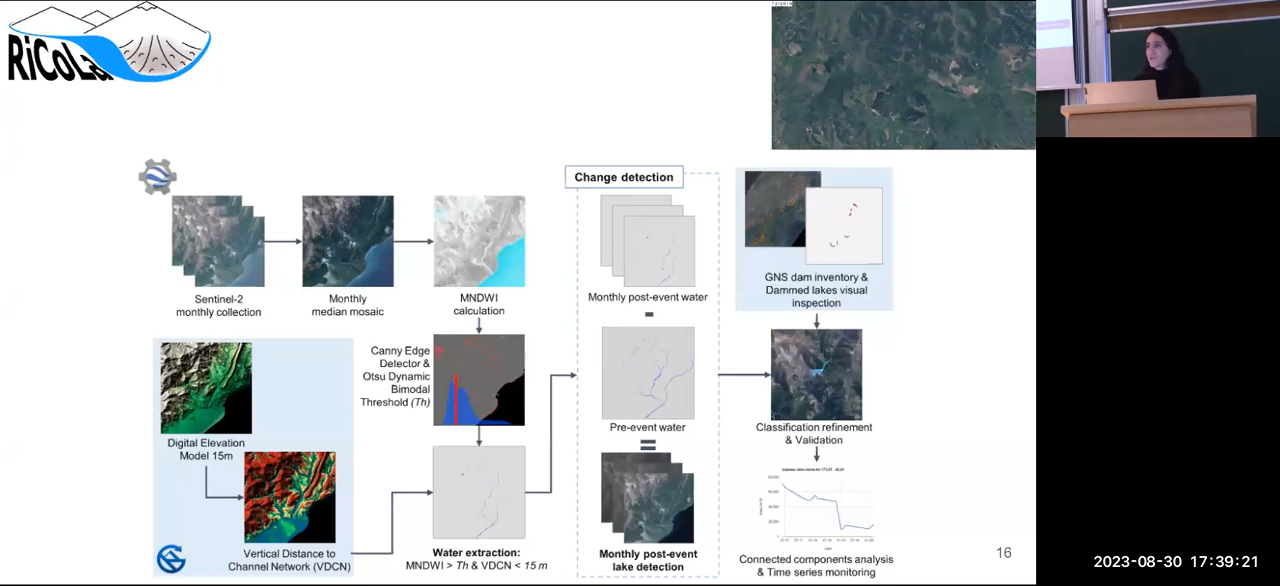 RiCoLa
12/2016
Change detection
Sentinel-2
monthly collection
Monthly
median mosaic
MNDWI
calculation
Monthly post-event water
GNS dam inventory &
Dammed lakes visual
inspection
Canny Edge
Detector &
Otsu Dynamic
Bimodal
Threshold (Th)
Digital Elevation
Model 15m
Pre-event water
Classification refinement
& Validation
Vertical Distance to
Channel Network (VDCN)
Water extraction:
MNDWI > Th & VDCN < 15 m
Monthly post-event
lake detection
Connected components analysis
& Time series monitoring
16
2023-08-30 17:39:21